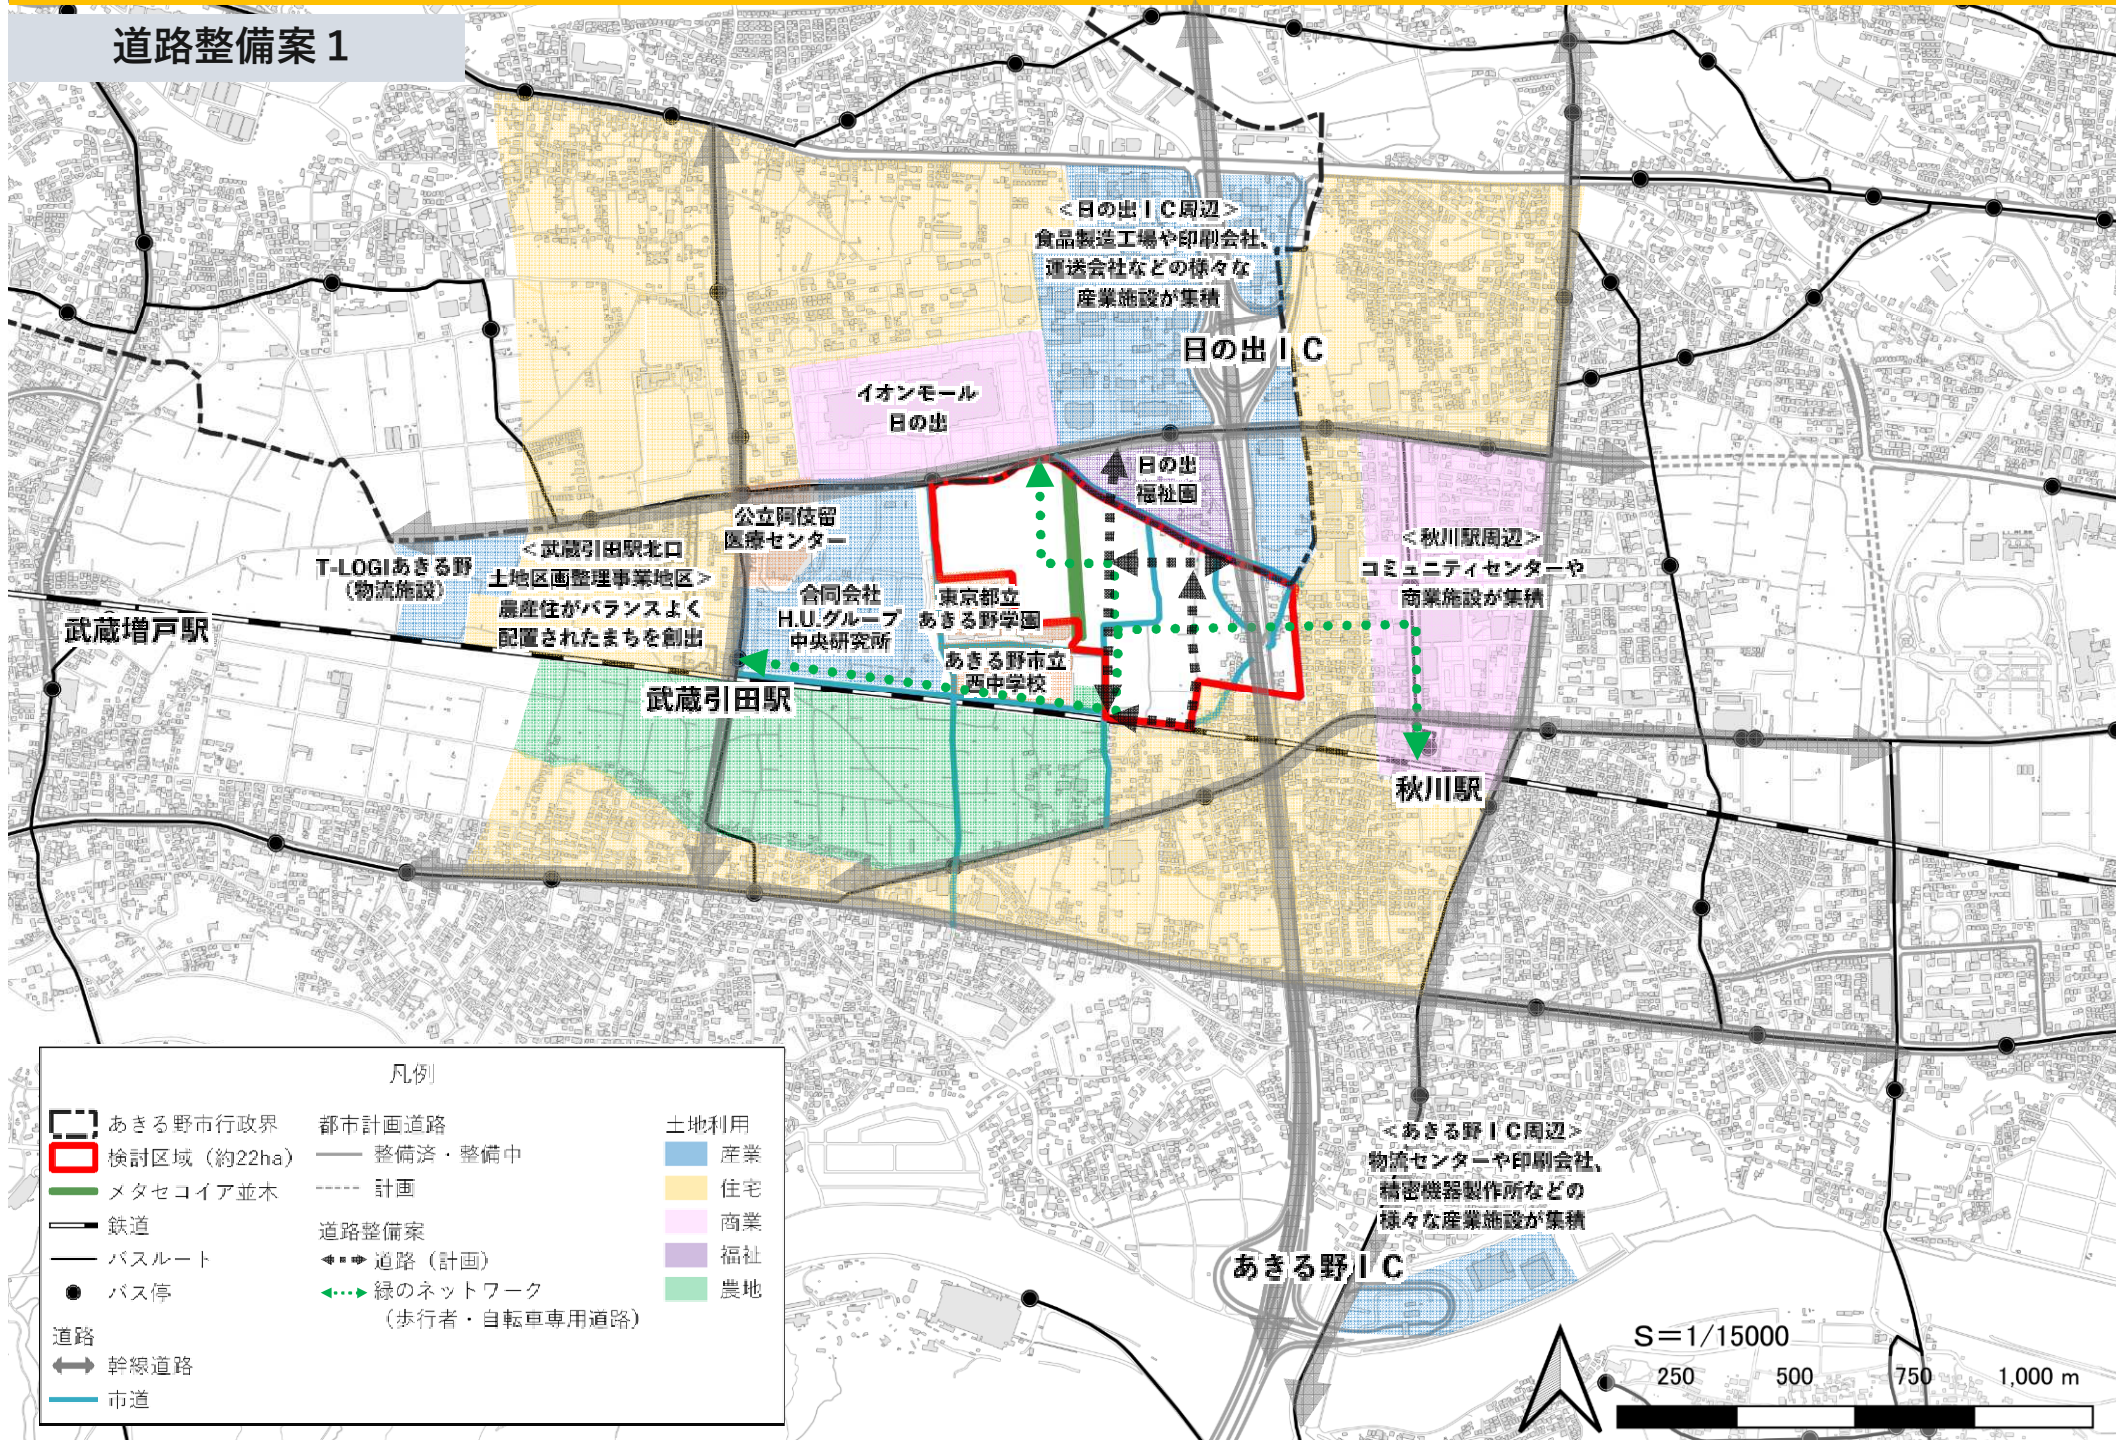 道路整備案１
＜日の出ＩＣ周辺＞
食品製造工場や印刷会社、
運送会社などの様々な
産業施設が集積
日の出ＩＣ
イオンモール
日の出
日の出
福祉園
公立阿伎留
医療センター
＜武蔵引田駅北口
土地区画整理事業地区＞
農産住がバランスよく
配置されたまちを創出
T-LOGIあきる野
（物流施設）
合同会社
H.U.グループ
中央研究所
東京都立
あきる野学園
あきる野市立
西中学校
＜秋川駅周辺＞
コミュニティセンターや
商業施設が集積
武蔵増戸駅
武蔵引田駅
秋川駅
＜あきる野ＩＣ周辺＞
物流センターや印刷会社、
精密機器製作所などの
様々な産業施設が集積
あきる野ＩＣ
凡例
あきる野市行政界
検討区域（約22ha）
メタセコイア並木
鉄道
バスルート
バス停
道路
幹線道路
市道
都市計画道路
整備済・整備中
計画
道路整備案
道路（計画）
緑のネットワーク
（歩行者・自転車専用道路）
土地利用
産業
住宅
商業
福祉
農地
S＝1/15000
250 500 750 1,000 m